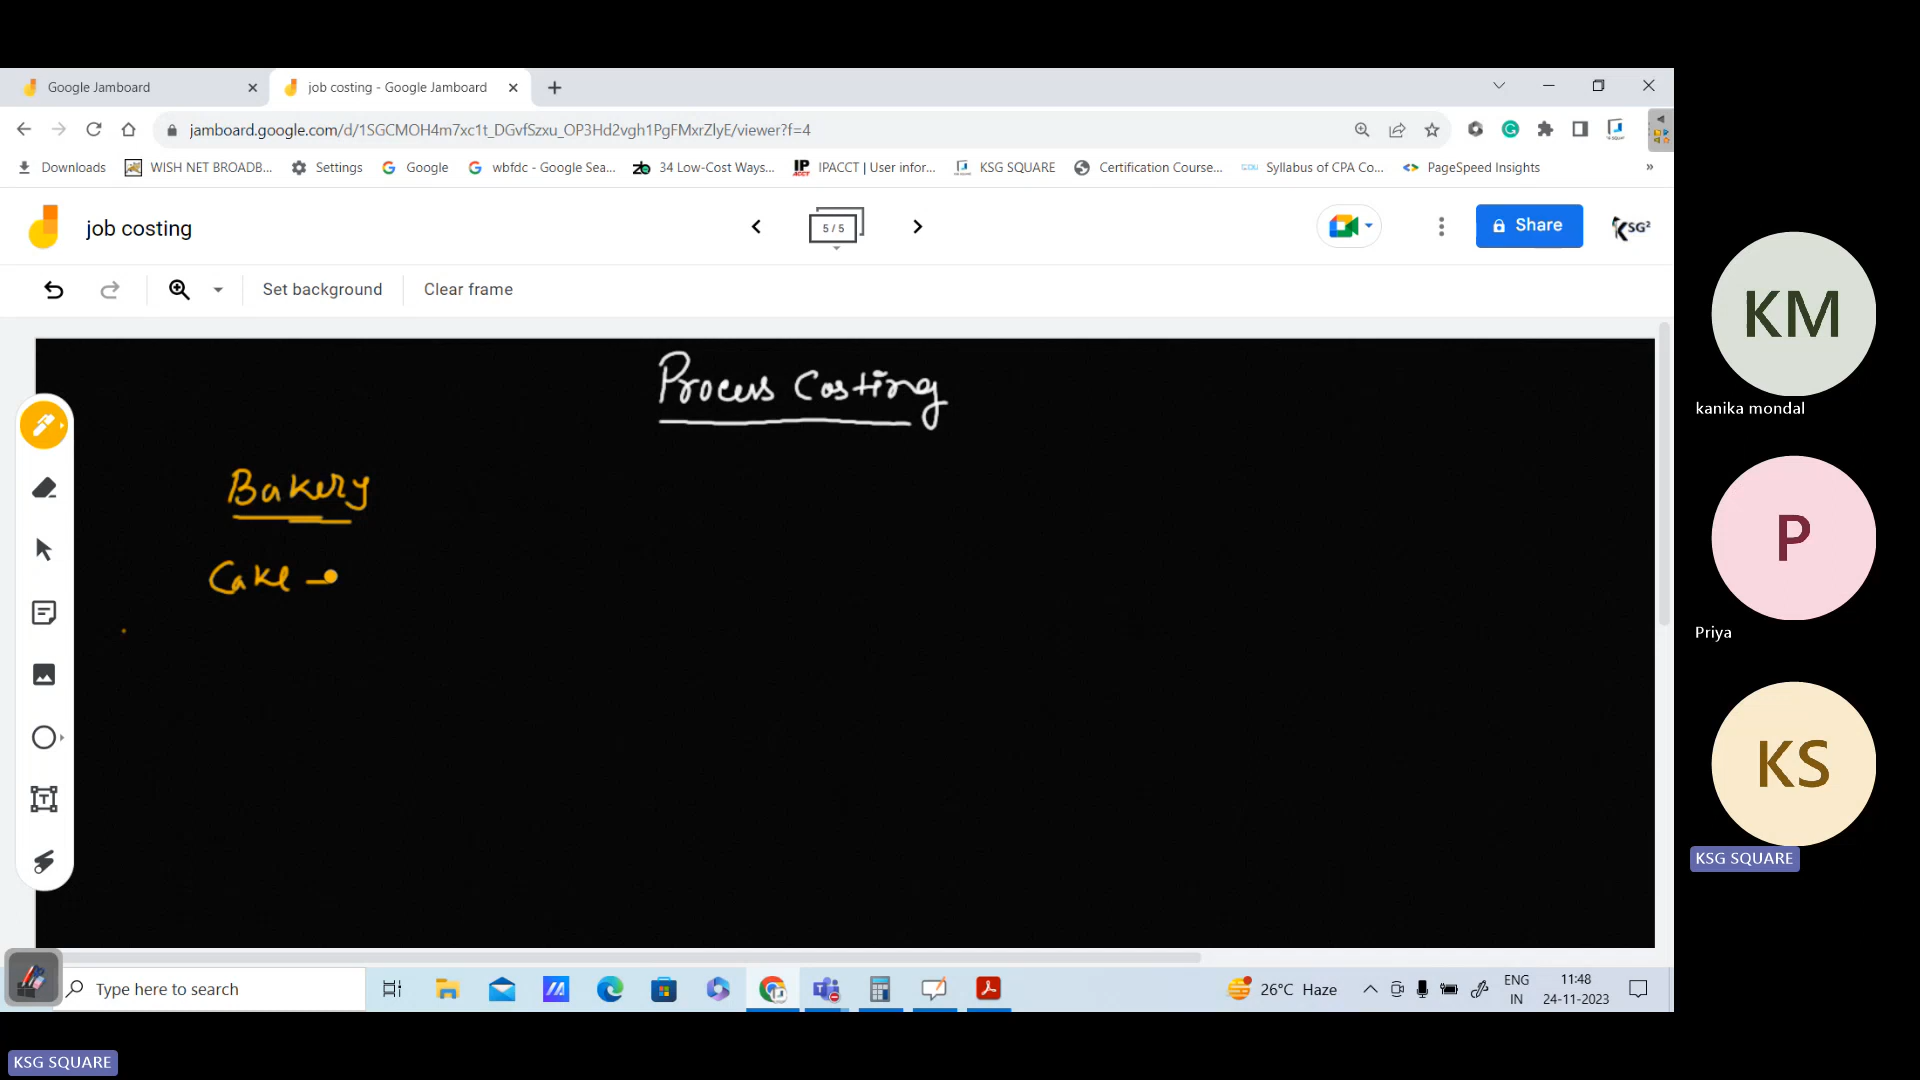 Google Jamboard
job costing - Google Jamboard
jamboard.google.com/d/1SGCMOH4m7xc1t_DGvfSzxu_OP3Hd2vgh1PgFMxrZlyE/viewer?f=4
Downloads WISH NET BROADB... Settings Google wbfdc - Google Sea... 34 Low-Cost Ways... IPACCT | User infor... KSG SQUARE Certification Course... Syllabus of CPA Co... PageSpeed Insights »
job costing
5 / 5
Share
KSG²
Set background Clear frame
Process Costing
Bakery
Cake
Type here to search
26°C Haze
ENG
IN
11:48
24-11-2023
KM
kanika mondal
P
Priya
KS
KSG SQUARE
KSG SQUARE